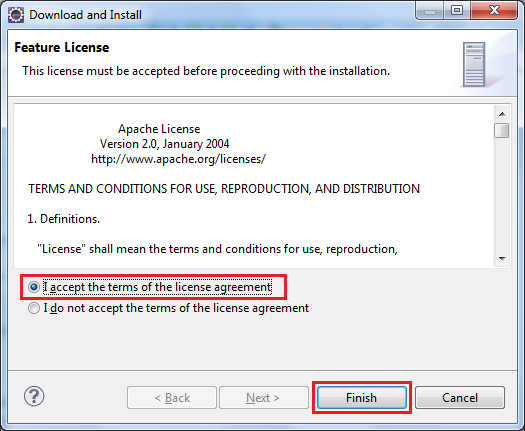 Download and Install
Feature License
This license must be accepted before proceeding with the installation.
Apache License
Version 2.0, January 2004
http://www.apache.org/licenses/
TERMS AND CONDITIONS FOR USE, REPRODUCTION, AND DISTRIBUTION
1. Definitions.
"License" shall mean the terms and conditions for use, reproduction,
I accept the terms of the license agreement
I do not accept the terms of the license agreement
? < Back Next > Finish Cancel